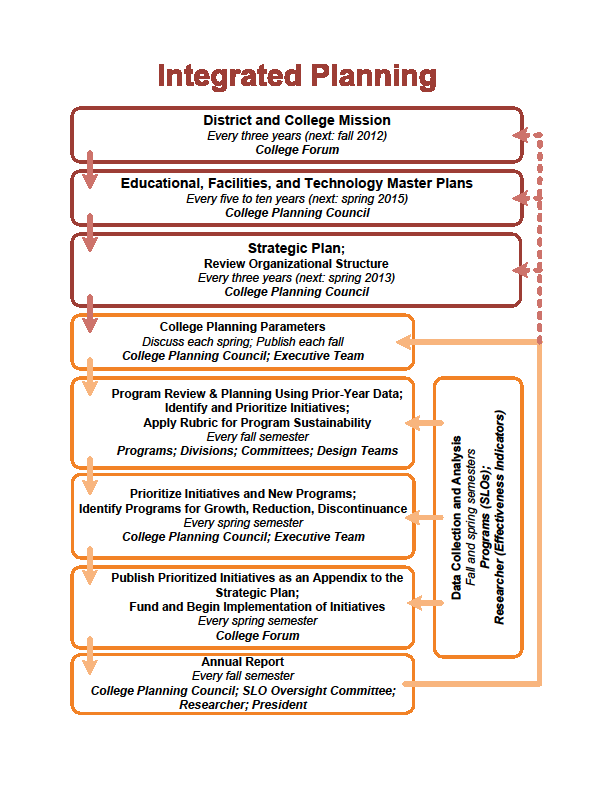 Integrated Planning
District and College Mission
Every three years (next: fall 2012)
College Forum
Educational, Facilities, and Technology Master Plans
Every five to ten years (next: spring 2015)
College Planning Council
Strategic Plan;
Review Organizational Structure
Every three years (next: spring 2013)
College Planning Council
College Planning Parameters
Discuss each spring; Publish each fall
College Planning Council; Executive Team
Program Review & Planning Using Prior-Year Data;
Identify and Prioritize Initiatives;
Apply Rubric for Program Sustainability
Every fall semester
Programs; Divisions; Committees; Design Teams
Prioritize Initiatives and New Programs;
Identify Programs for Growth, Reduction, Discontinuance
Every spring semester
College Planning Council; Executive Team
Publish Prioritized Initiatives as an Appendix to the
Strategic Plan;
Fund and Begin Implementation of Initiatives
Every spring semester
College Forum
Annual Report
Every fall semester
College Planning Council; SLO Oversight Committee;
Researcher; President
Data Collection and Analysis
Fall and spring semesters
Programs (SLOs);
Researcher (Effectiveness Indicators)